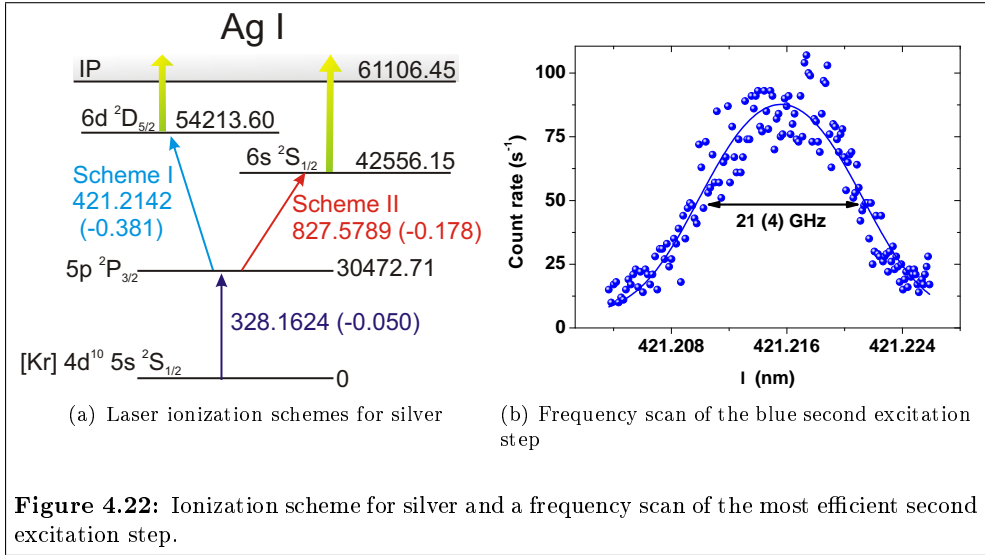 Ag I
IP
61106.45
6d ²D₅/₂
54213.60
6s ²S₁/₂
42556.15
Scheme I
421.2142
(-0.381)
Scheme II
827.5789 (-0.178)
5p ²P₃/₂
30472.71
328.1624 (-0.050)
[Kr] 4d¹⁰ 5s ²S₁/₂
0
(a) Laser ionization schemes for silver
Count rate (s⁻¹)
100
75
50
25
0
21 (4) GHz
421.208
421.216
421.224
l (nm)
(b) Frequency scan of the blue second excitation
step
Figure 4.22: Ionization scheme for silver and a frequency scan of the most efficient second
excitation step.